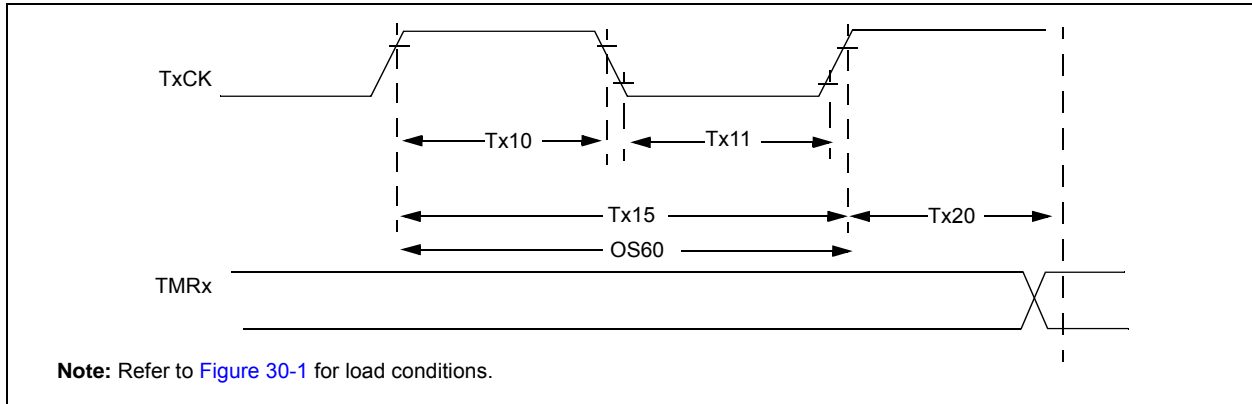 TxCK
Tx10
Tx11
Tx15
Tx20
OS60
TMRx
Note: Refer to Figure 30-1 for load conditions.